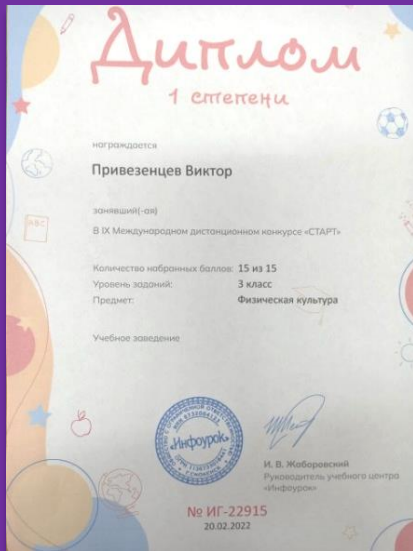 Диплом
1 степени
награждается
Привезенцев Виктор
занявший(-ая)
В IX Международном дистанционном конкурсе «СТАРТ»
Количество набранных баллов: 15 из 15
Уровень заданий: 3 класс
Предмет: Физическая культура
Учебное заведение
ABC
«Инфоурок»
И. В. Жаборовский
Руководитель учебного центра
«Инфоурок»
№ ИГ-22915
20.02.2022